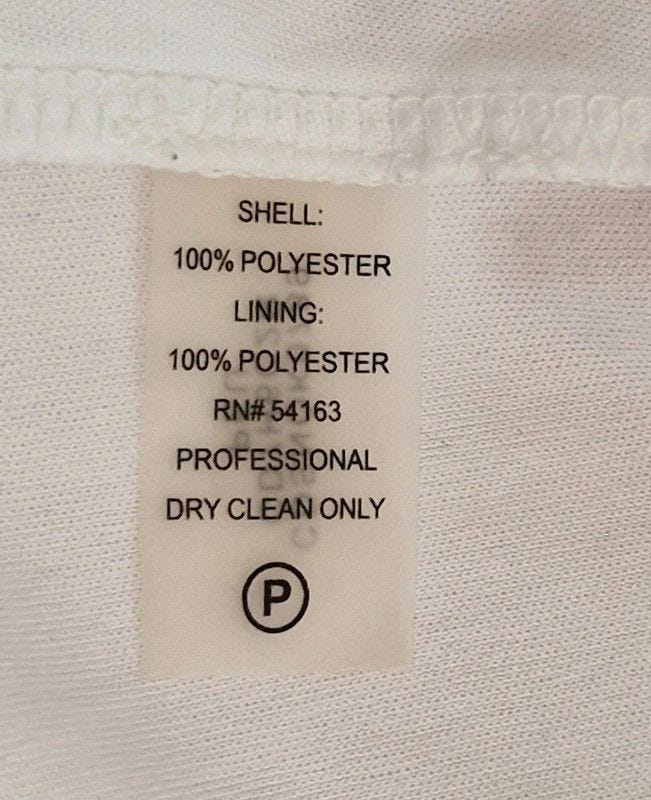 SHELL:
100% POLYESTER
LINING:
100% POLYESTER
RN# 54163
PROFESSIONAL
DRY CLEAN ONLY
P